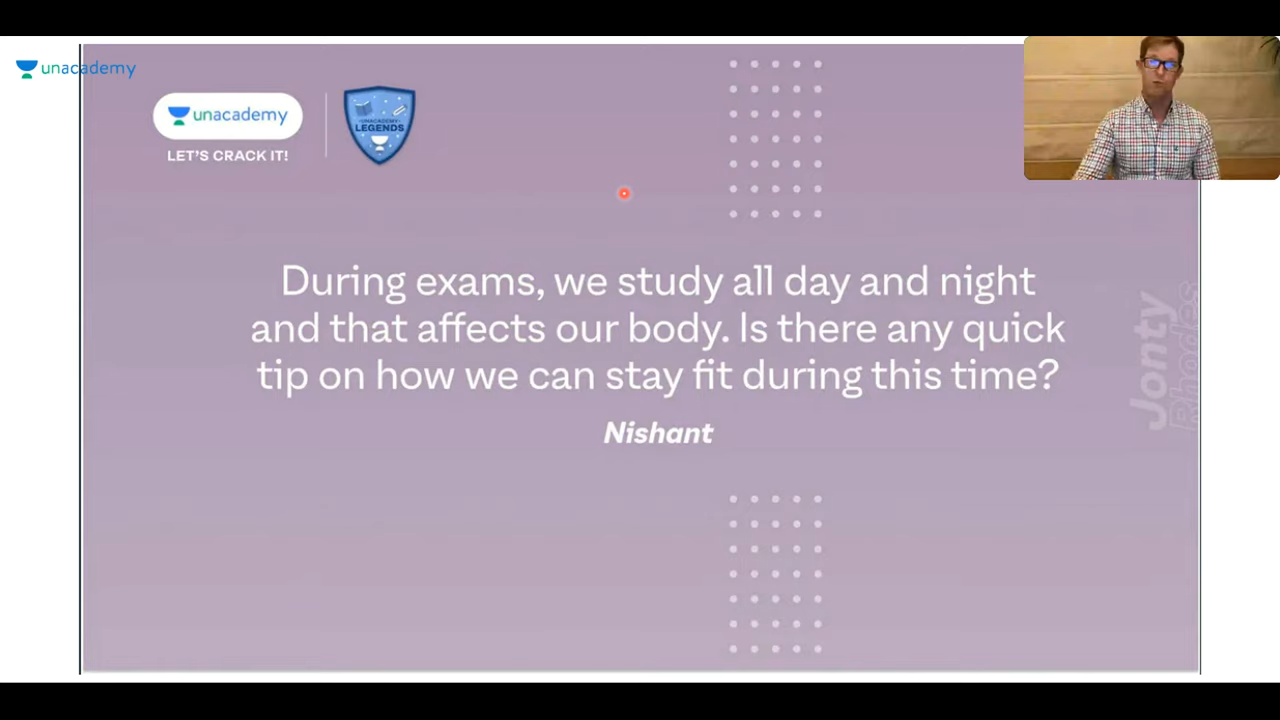 unacademy
unacademy
LET'S CRACK IT!
UNACADEMY
LEGENDS
During exams, we study all day and night
and that affects our body. Is there any quick
tip on how we can stay fit during this time?
Nishant
Jonty
Rhodes